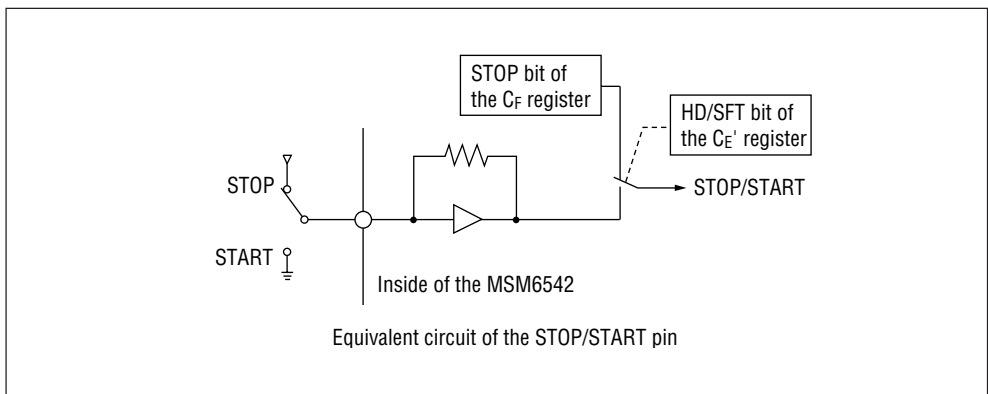 STOP bit of
the CF register
HD/SFT bit of
the CE' register
STOP
STOP/START
START
Inside of the MSM6542
Equivalent circuit of the STOP/START pin